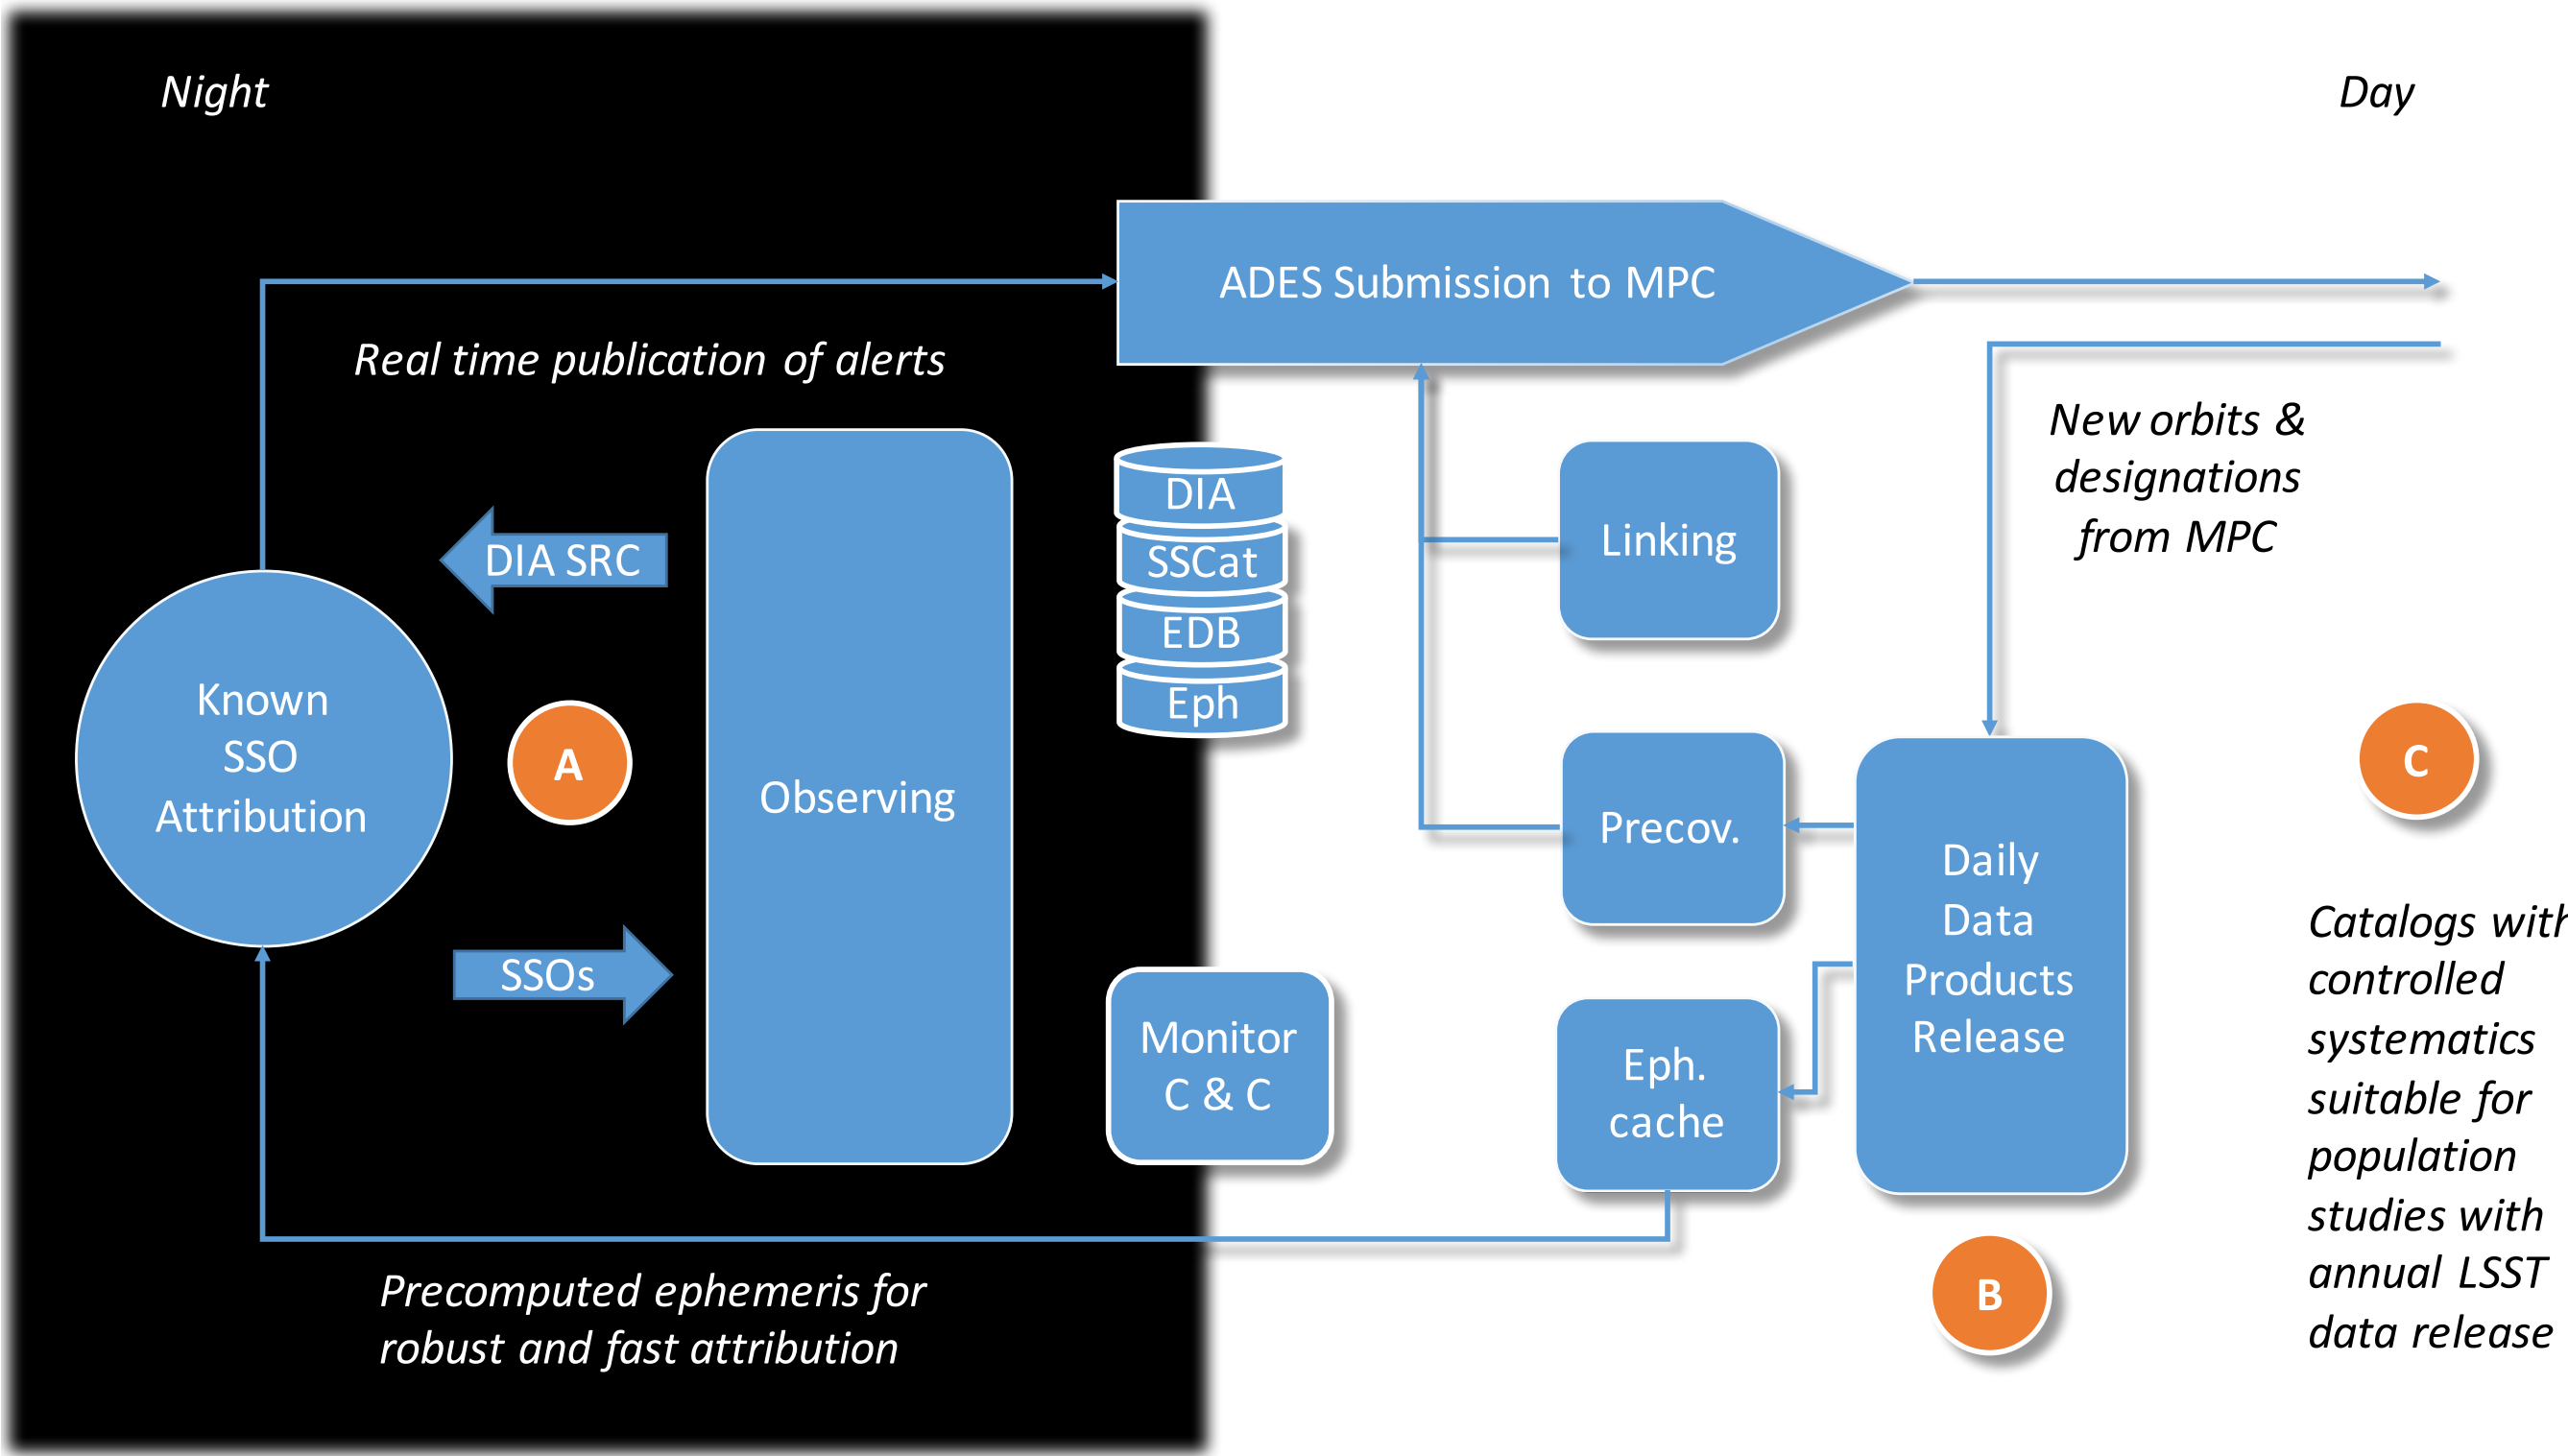 Night
Day
ADES Submission to MPC
Real time publication of alerts
New orbits &
designations
from MPC
DIA SRC
DIA
SSCat
EDB
Eph
Linking
Known
SSO
Attribution
A
Observing
SSOs
Monitor
C & C
Precov.
Eph.
cache
Daily
Data
Products
Release
C
B
Catalogs with
controlled
systematics
suitable for
population
studies with
annual LSST
data release
Precomputed ephemeris for
robust and fast attribution